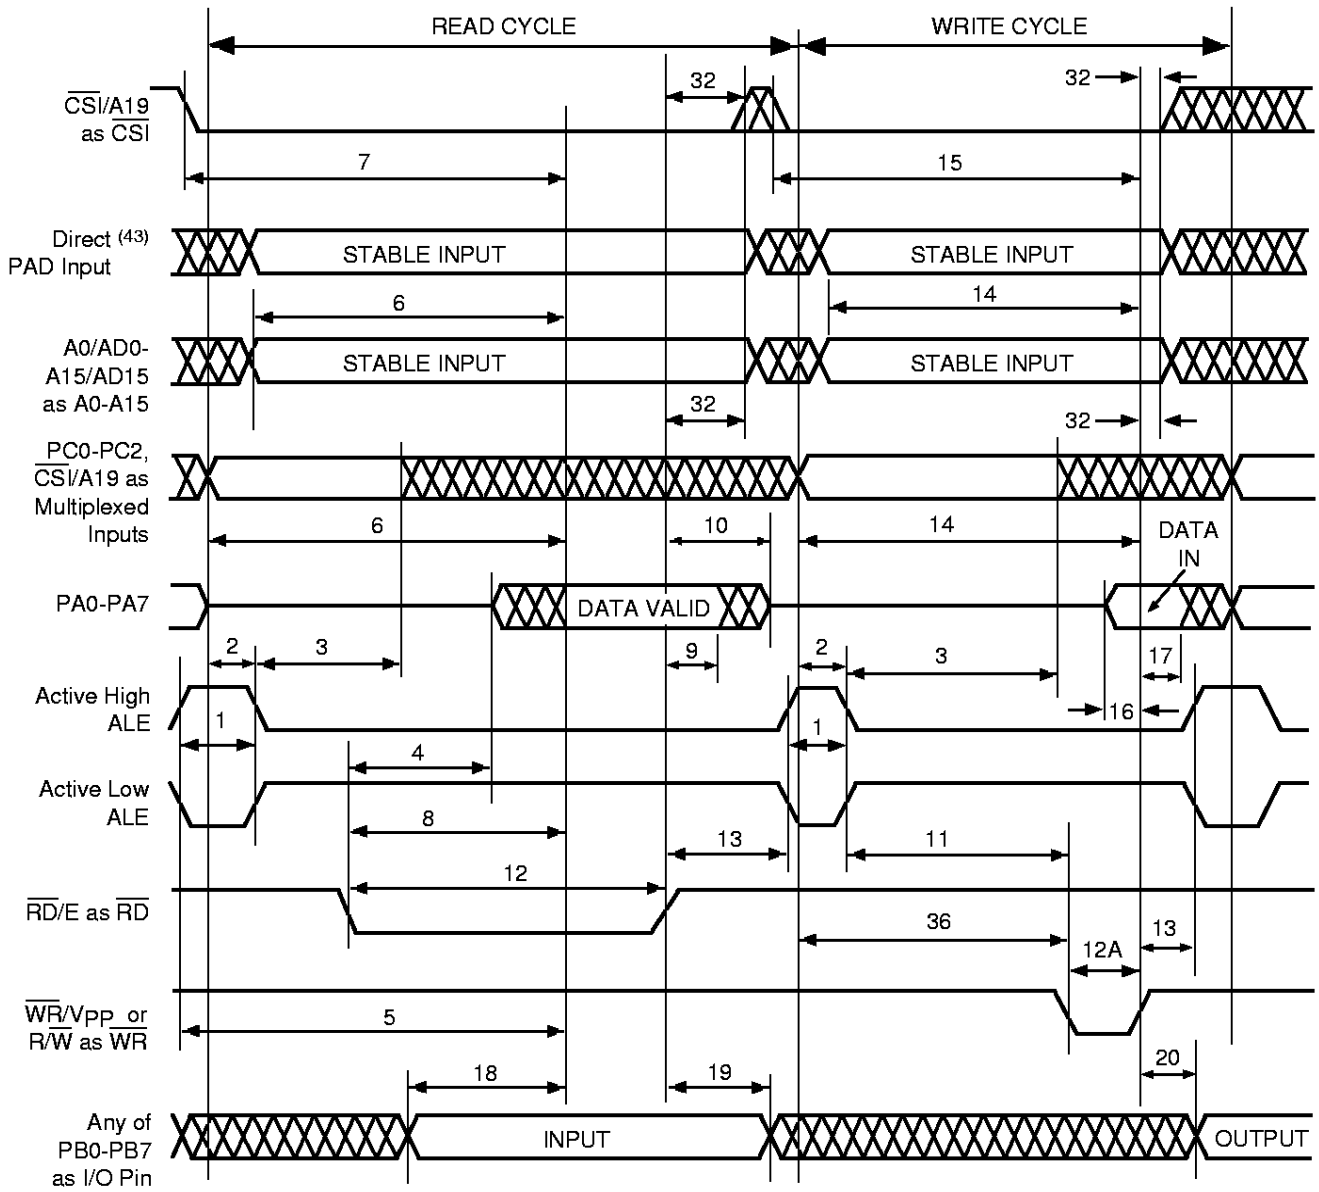 READ CYCLE
WRITE CYCLE
32
32
CSI/A19
as CSI
7
15
Direct (43)
PAD Input
STABLE INPUT
STABLE INPUT
6
14
A0/AD0-
A15/AD15
as A0-A15
STABLE INPUT
STABLE INPUT
32
32
PC0-PC2,
CSI/A19 as
Multiplexed
Inputs
6
10
14
DATA
IN
PA0-PA7
DATA VALID
2
3
9
2
3
17
Active High
ALE
1
1
16
4
Active Low
ALE
8
13
11
12
RD/E as RD
36
13
12A
WR/VPP or
R/W as WR
5
18
19
20
Any of
PB0-PB7
as I/O Pin
INPUT
OUTPUT